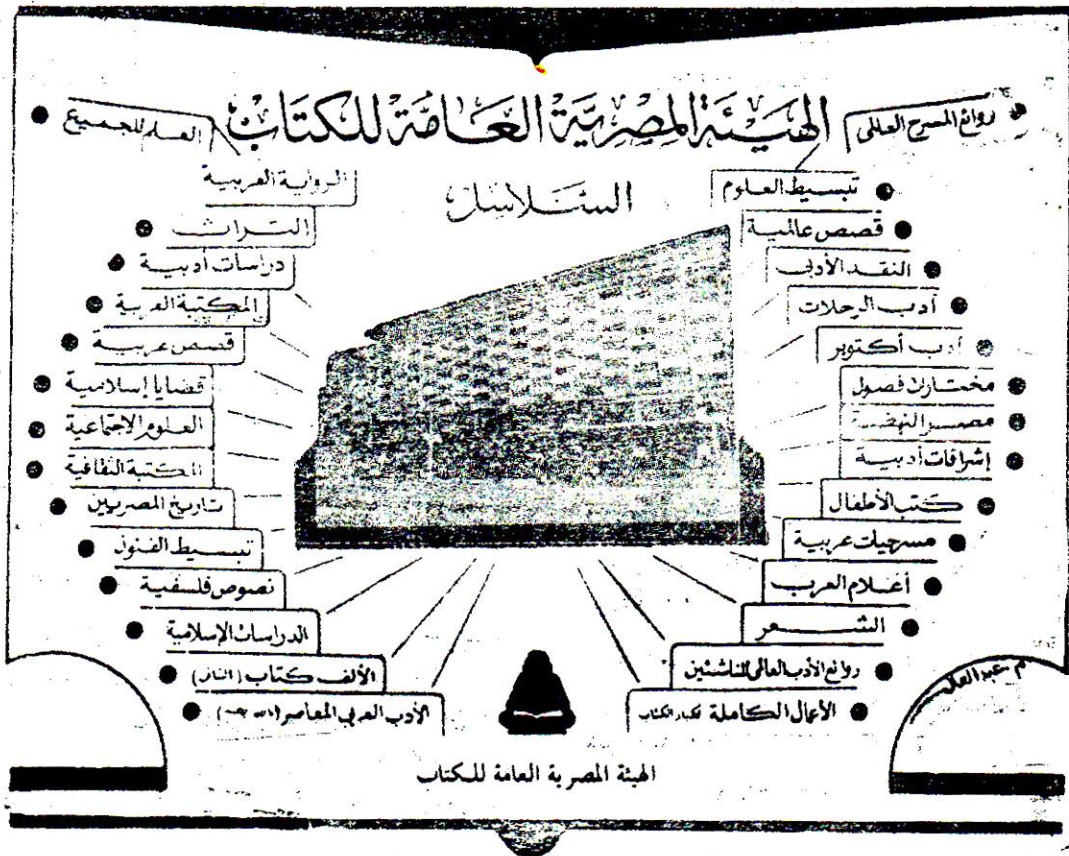 الهيئة المصرية العامة للكتاب
السلاسل
روائع المسرح العالمى
تبسيط العلوم
قصص عالمية
النقد الأدبى
أدب الرحلات
أدب أكتوبر
مختارات فصول
مصر النهضة
إشراقات أدبية
كتب الأطفال
مسرحيات عربية
أعلام العرب
الشعر
روائع الأدب العالمى للناشئين
الأعمال الكاملة لكبار الكتاب
العلم للجميع
الرواية العربية
التراث
دراسات أدبية
المكتبة العربية
قصص عربية
قضايا إسلامية
العلوم الاجتماعية
المكتبة الثقافية
تاريخ المصريين
تبسيط الفنون
نصوص فلسفية
الدراسات الإسلامية
الألف كتاب (الثانى)
الأدب العربى المعاصر
عبد العال
الهيئة المصرية العامة للكتاب